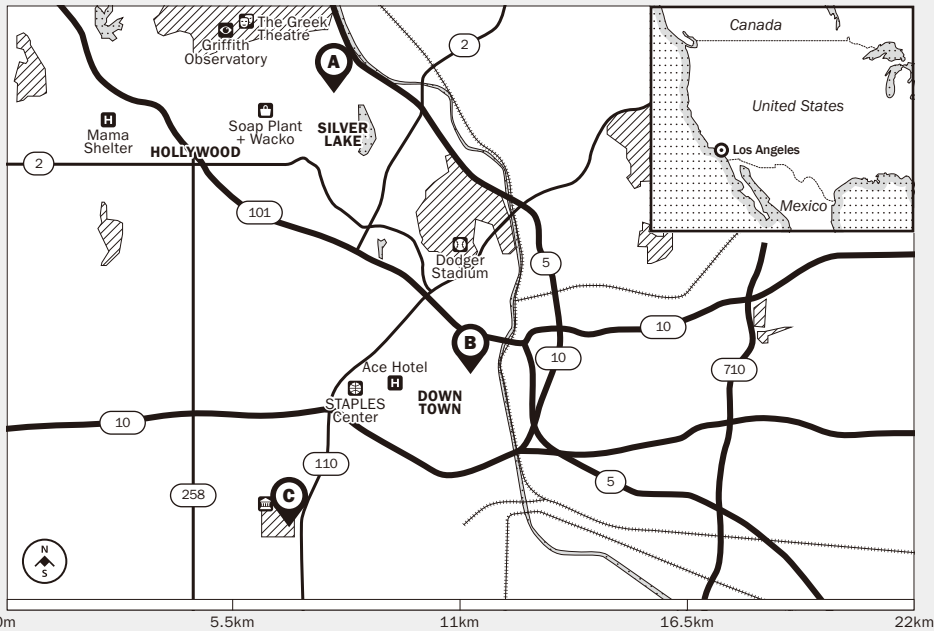 The Greek
Theatre
Griffith
Observatory
A
2
Canada
United States
Los Angeles
Mexico
Mama
Shelter
Soap Plant
+ Wacko
SILVER
LAKE
HOLLYWOOD
2
101
Dodger
Stadium
5
10
10
B
710
Ace Hotel
STAPLES
Center
DOWN
TOWN
10
110
258
C
5
N
S
0m
5.5km
11km
16.5km
22km
H
H